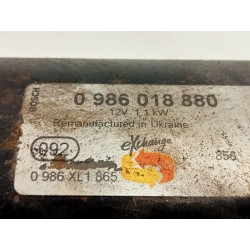 BOSCH
0 986 018 880
12V 1,1 kW
Remanufactured in Ukraine
eXchange
092
856
0 986 XL1 865